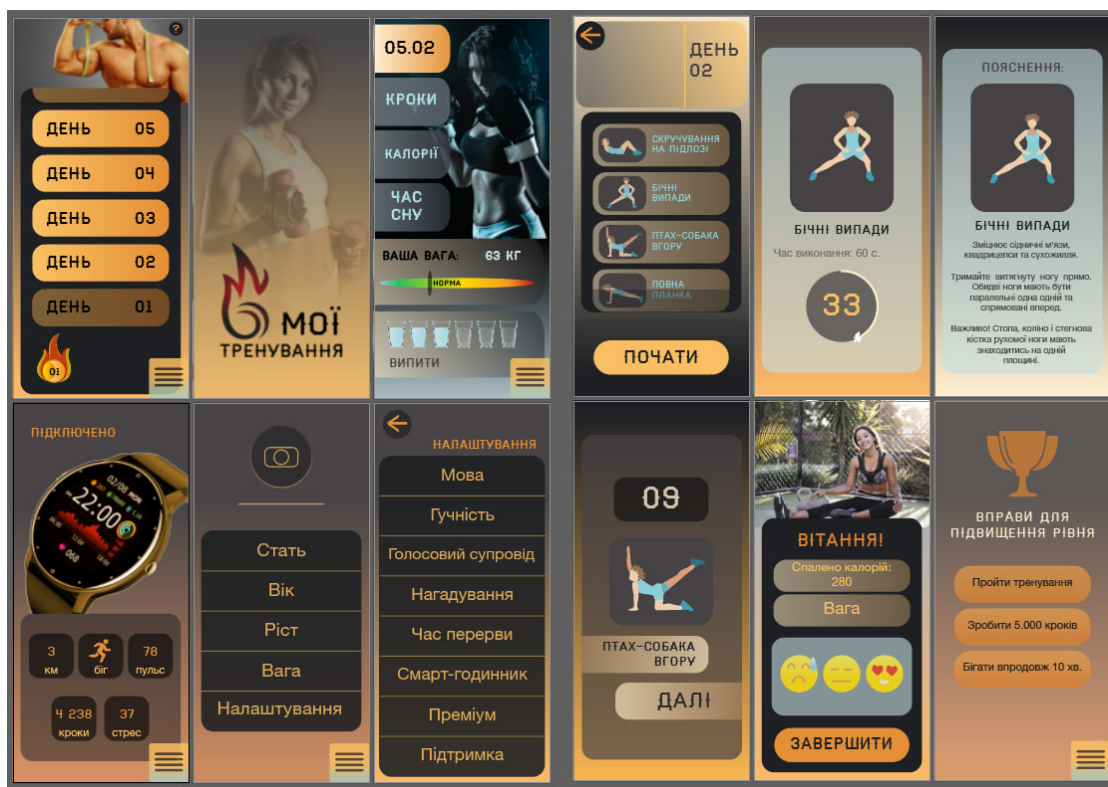 ?
ДЕНЬ 05
ДЕНЬ 04
ДЕНЬ 03
ДЕНЬ 02
ДЕНЬ 01
01
МОЇ
ТРЕНУВАННЯ
05.02
КРОКИ
КАЛОРІЇ
ЧАС
СНУ
ВАША ВАГА: 63 КГ
НОРМА
ВИПИТИ
ДЕНЬ
02
СКРУЧУВАННЯ
НА ПІДЛОЗІ
БІЧНІ
ВИПАДИ
ПТАХ-СОБАКА
ВГОРУ
ПОВНА
ПЛАНКА
ПОЧАТИ
БІЧНІ ВИПАДИ
Час виконання: 60 с.
33
ПОЯСНЕННЯ:
БІЧНІ ВИПАДИ
Зміцнює сідничні м'язи,
квадрицепси та сухожилля.
Тримайте витягнуту ногу прямо.
Обидві ноги мають бути
паралельні одна одній та
спрямовані вперед.
Важливо! Стопа, коліно і стегнова
кістка рухомої ноги мають
знаходитись на одній
площині.
ПІДКЛЮЧЕНО
02/08 MON
22:00
068
3
км
біг
78
пульс
4 238
кроки
37
стрес
Стать
Вік
Ріст
Вага
Налаштування
НАЛАШТУВАННЯ
Мова
Гучність
Голосовий супровід
Нагадування
Час перерви
Смарт-годинник
Преміум
Підтримка
09
ПТАХ-СОБАКА
ВГОРУ
ДАЛІ
ВІТАННЯ!
Спалено калорій:
280
Вага
ЗАВЕРШИТИ
ВПРАВИ ДЛЯ
ПІДВИЩЕННЯ РІВНЯ
Пройти тренування
Зробити 5.000 кроків
Бігати впродовж 10 хв.